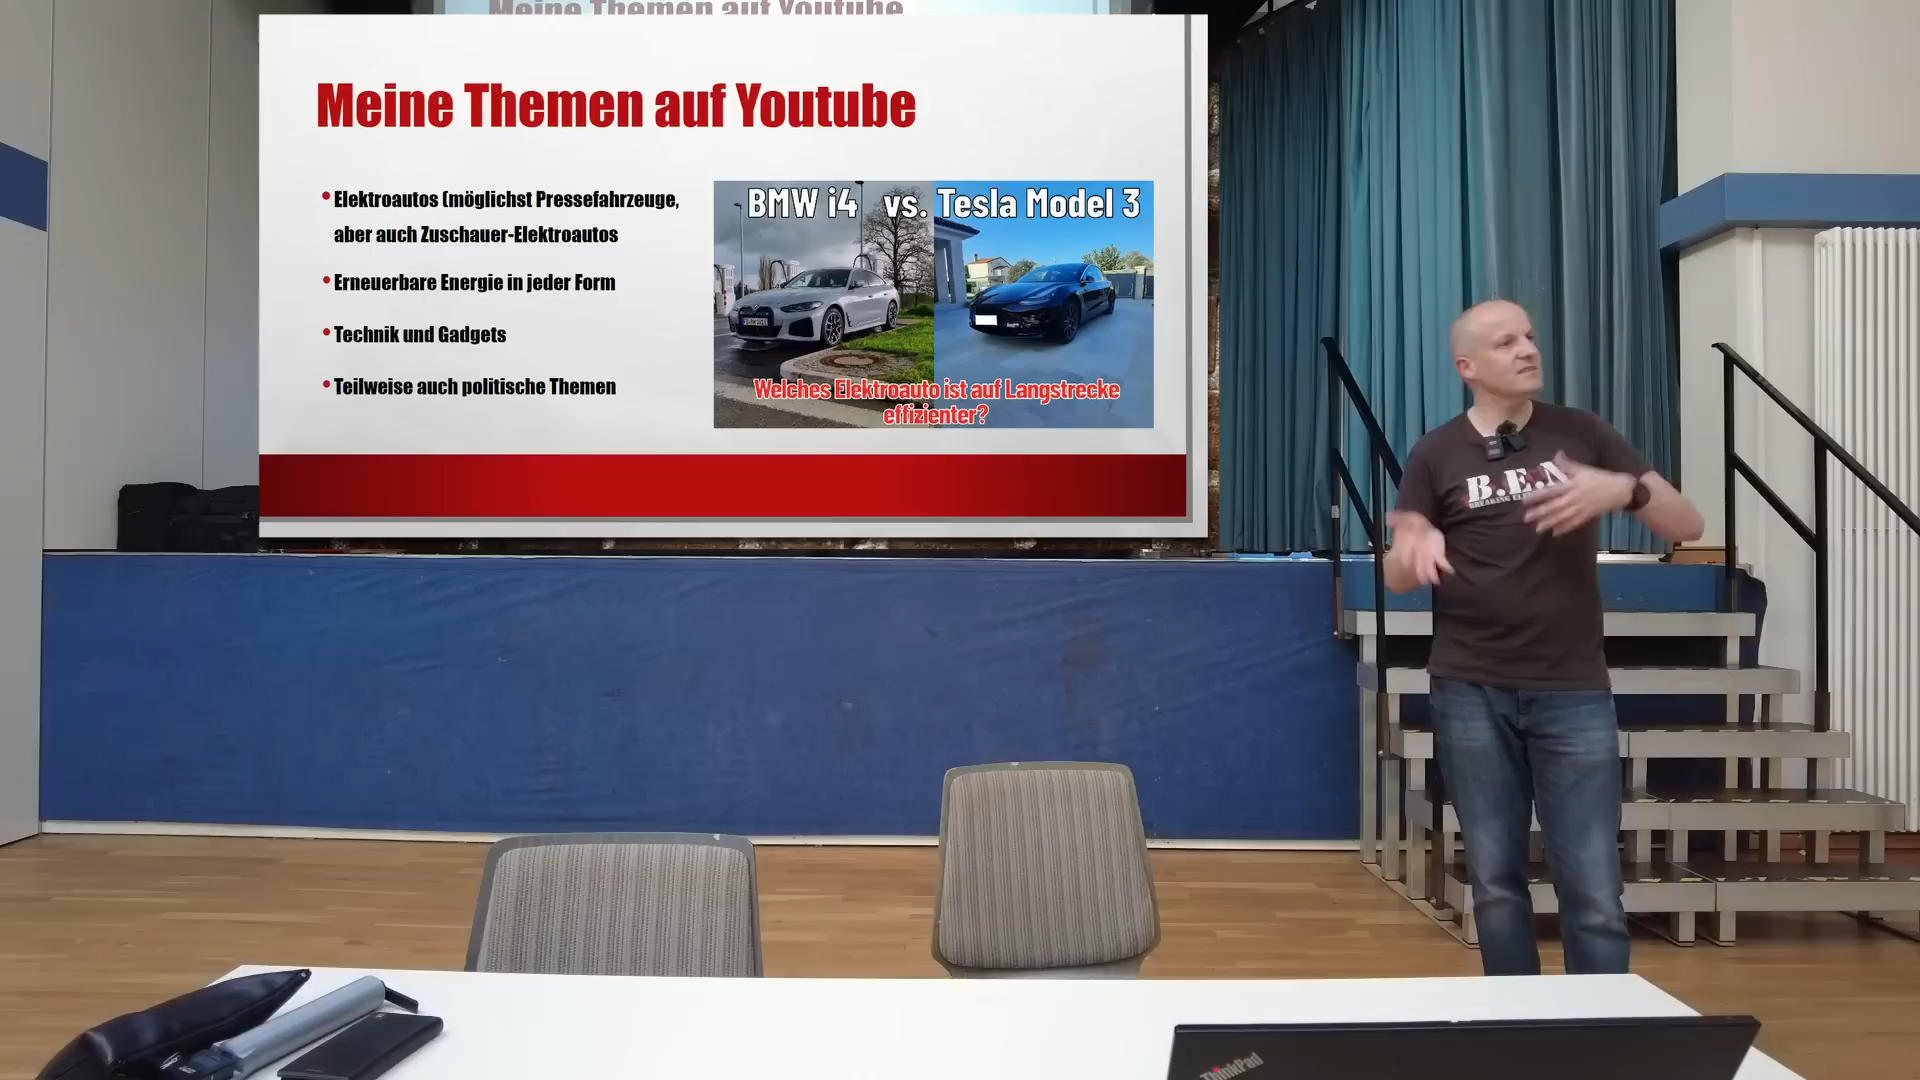 Meine Themen auf Youtube
Meine Themen auf Youtube
• Elektroautos (möglichst Pressefahrzeuge,
aber auch Zuschauer-Elektroautos
• Erneuerbare Energie in jeder Form
• Technik und Gadgets
• Teilweise auch politische Themen
BMW i4 vs. Tesla Model 3
Welches Elektroauto ist auf Langstrecke
effizienter?
B.E.N
BREAKING
ThinkPad